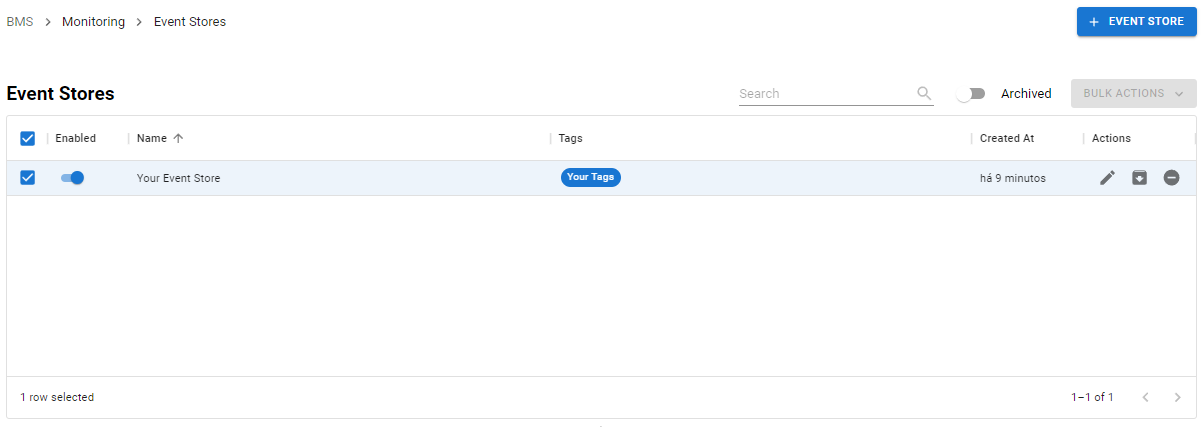 BMS > Monitoring > Event Stores
+ EVENT STORE
Event Stores
Search
Archived
BULK ACTIONS
Enabled
Name
Tags
Created At
Actions
Your Event Store
Your Tags
há 9 minutos
1 row selected
1–1 of 1